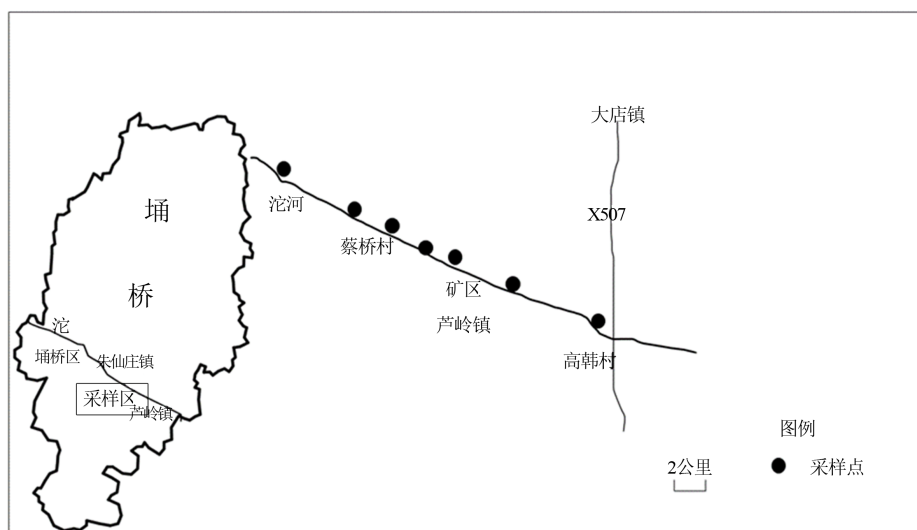 大店镇
埇
X507
沱河
蔡桥村
桥
矿区
沱
芦岭镇
埇桥区
朱仙庄镇
高韩村
采样区
芦岭镇
图例
2公里
采样点